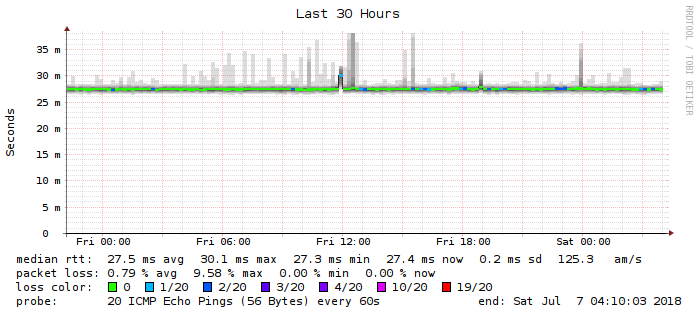 Last 30 Hours
RRDTOOL / TOBI OETIKER
Seconds
35 m
30 m
25 m
20 m
15 m
10 m
5 m
0
Fri 00:00 Fri 06:00 Fri 12:00 Fri 18:00 Sat 00:00
median rtt: 27.5 ms avg 30.1 ms max 27.3 ms min 27.4 ms now 0.2 ms sd 125.3 am/s
packet loss: 0.79 % avg 9.58 % max 0.00 % min 0.00 % now
loss color: 0 1/20 2/20 3/20 4/20 10/20 19/20
probe: 20 ICMP Echo Pings (56 Bytes) every 60s end: Sat Jul 7 04:10:03 2018